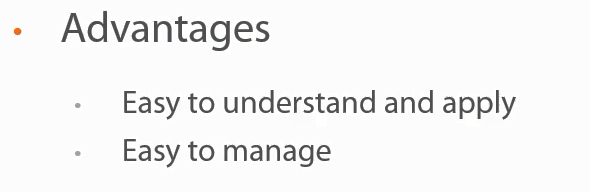 Advantages
Easy to understand and apply
Easy to manage